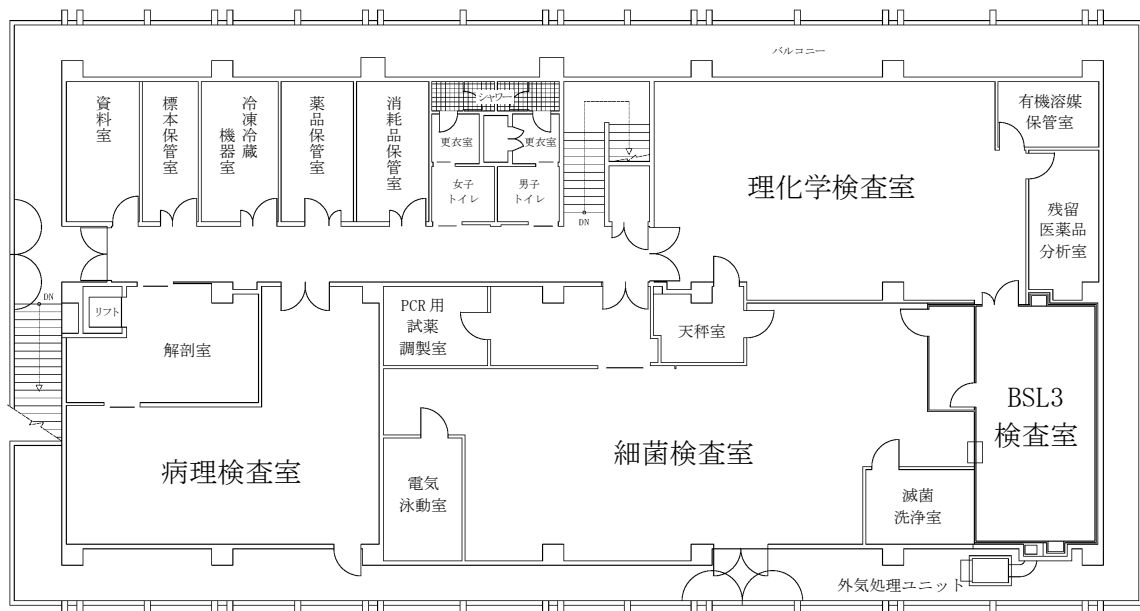 バルコニー
資料室
標本保管室
冷凍冷蔵
機器室
薬品保管室
消耗品保管室
シャワー
更衣室
更衣室
女子
トイレ
男子
トイレ
DN
理化学検査室
有機溶媒
保管室
残留
医薬品
分析室
DN
リフト
解剖室
PCR用
試薬
調製室
天秤室
BSL3
検査室
病理検査室
電気
泳動室
細菌検査室
滅菌
洗浄室
外気処理ユニット